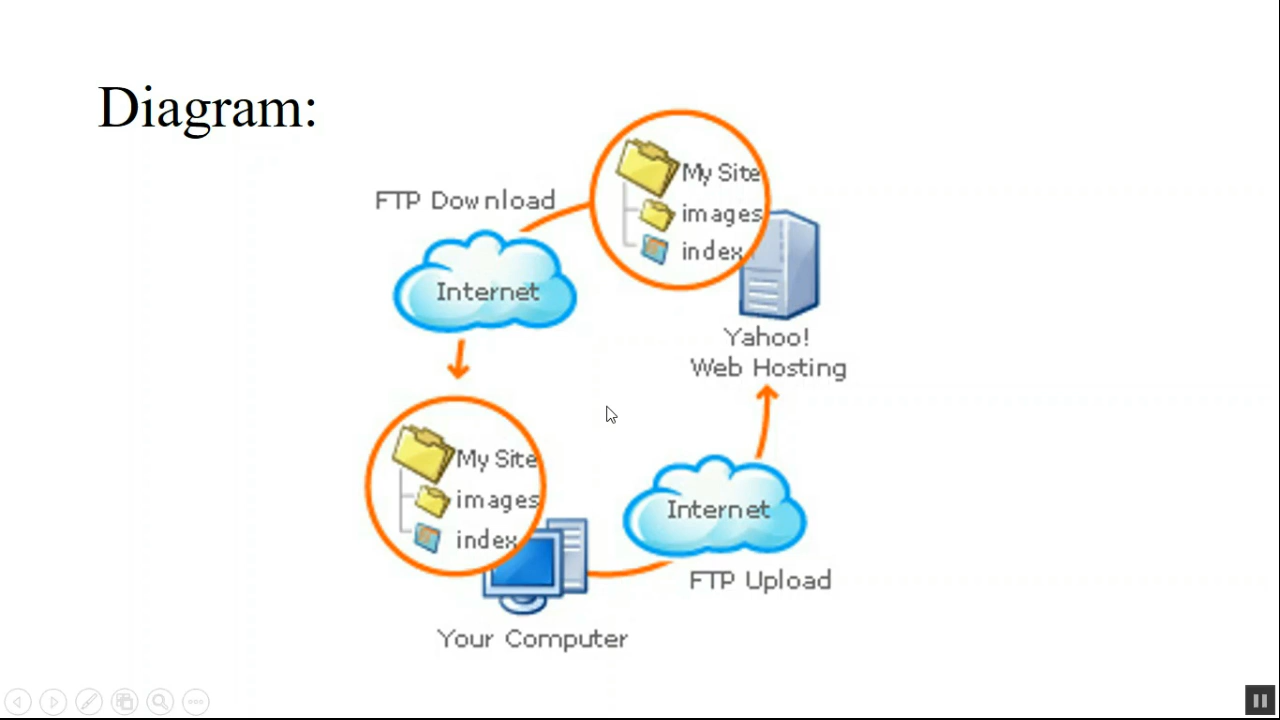 Diagram:
FTP Download
My Site
images
index
Internet
Yahoo!
Web Hosting
My Site
images
index
Internet
FTP Upload
Your Computer